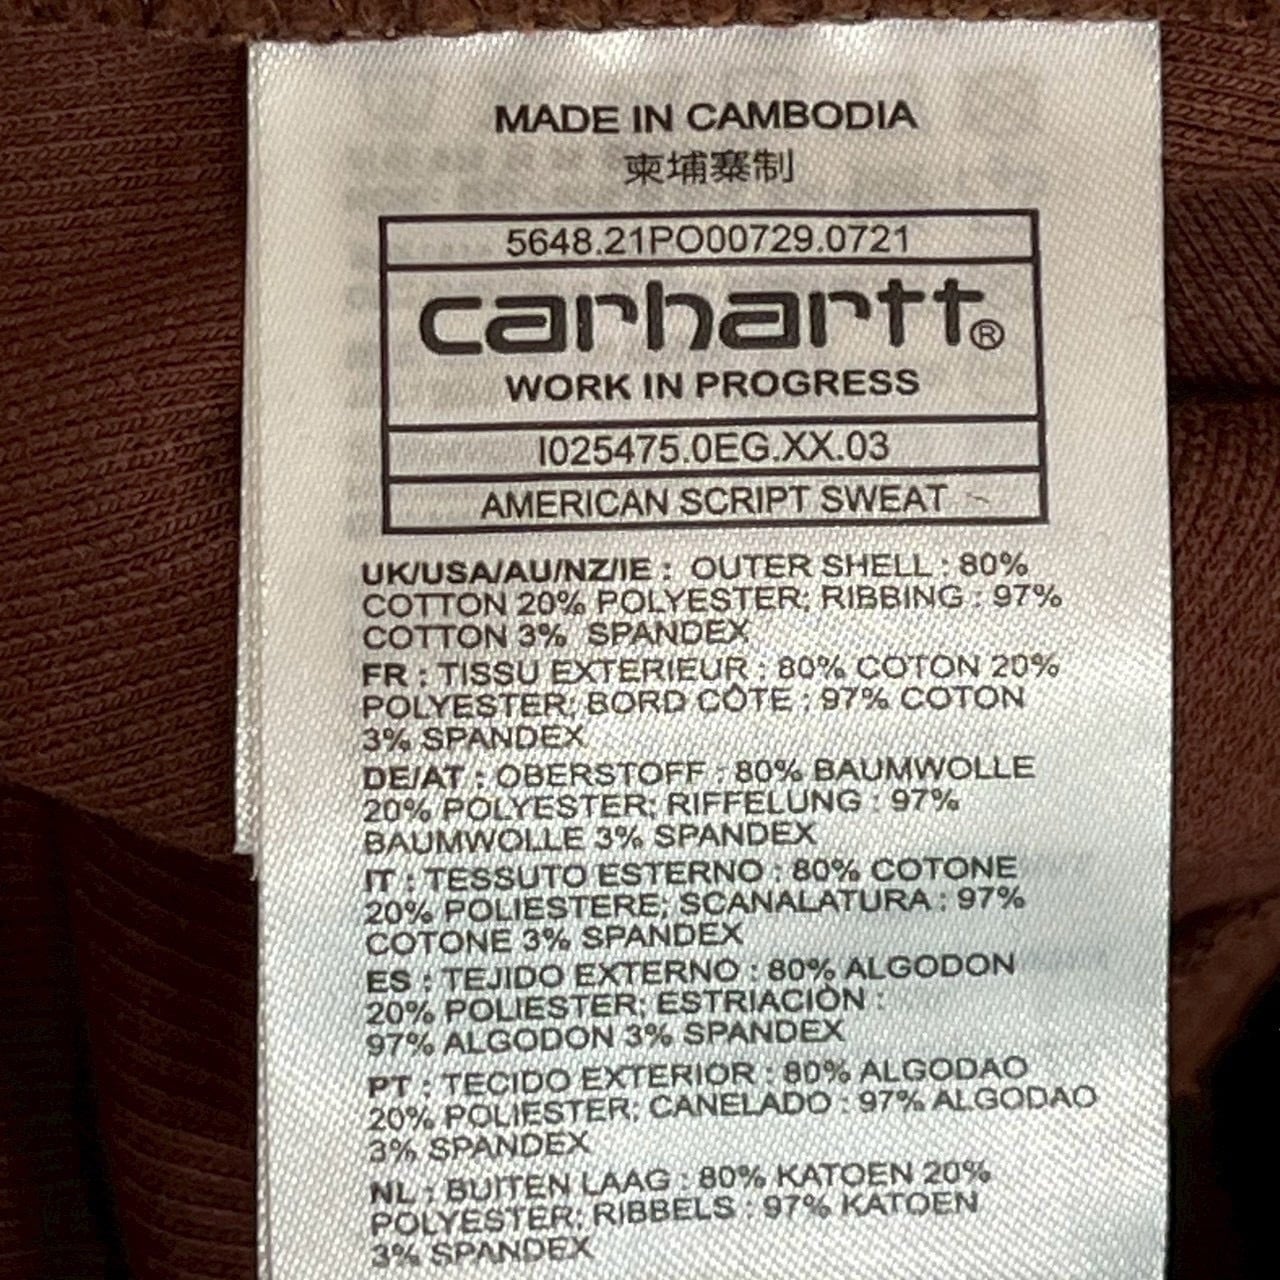 MADE IN CAMBODIA
柬埔寨制
5648.21PO00729.0721
carhartt®
WORK IN PROGRESS
I025475.0EG.XX.03
AMERICAN SCRIPT SWEAT
UK/USA/AU/NZ/IE : OUTER SHELL : 80%
COTTON 20% POLYESTER; RIBBING : 97%
COTTON 3% SPANDEX
FR : TISSU EXTERIEUR : 80% COTON 20%
POLYESTER; BORD CÔTE : 97% COTON
3% SPANDEX
DE/AT : OBERSTOFF : 80% BAUMWOLLE
20% POLYESTER; RIFFELUNG : 97%
BAUMWOLLE 3% SPANDEX
IT : TESSUTO ESTERNO : 80% COTONE
20% POLIESTERE; SCANALATURA : 97%
COTONE 3% SPANDEX
ES : TEJIDO EXTERNO : 80% ALGODON
20% POLIESTER; ESTRIACIÓN :
97% ALGODON 3% SPANDEX
PT : TECIDO EXTERIOR : 80% ALGODAO
20% POLIESTER; CANELADO : 97% ALGODAO
3% SPANDEX
NL : BUITEN LAAG : 80% KATOEN 20%
POLYESTER; RIBBELS : 97% KATOEN
3% SPANDEX